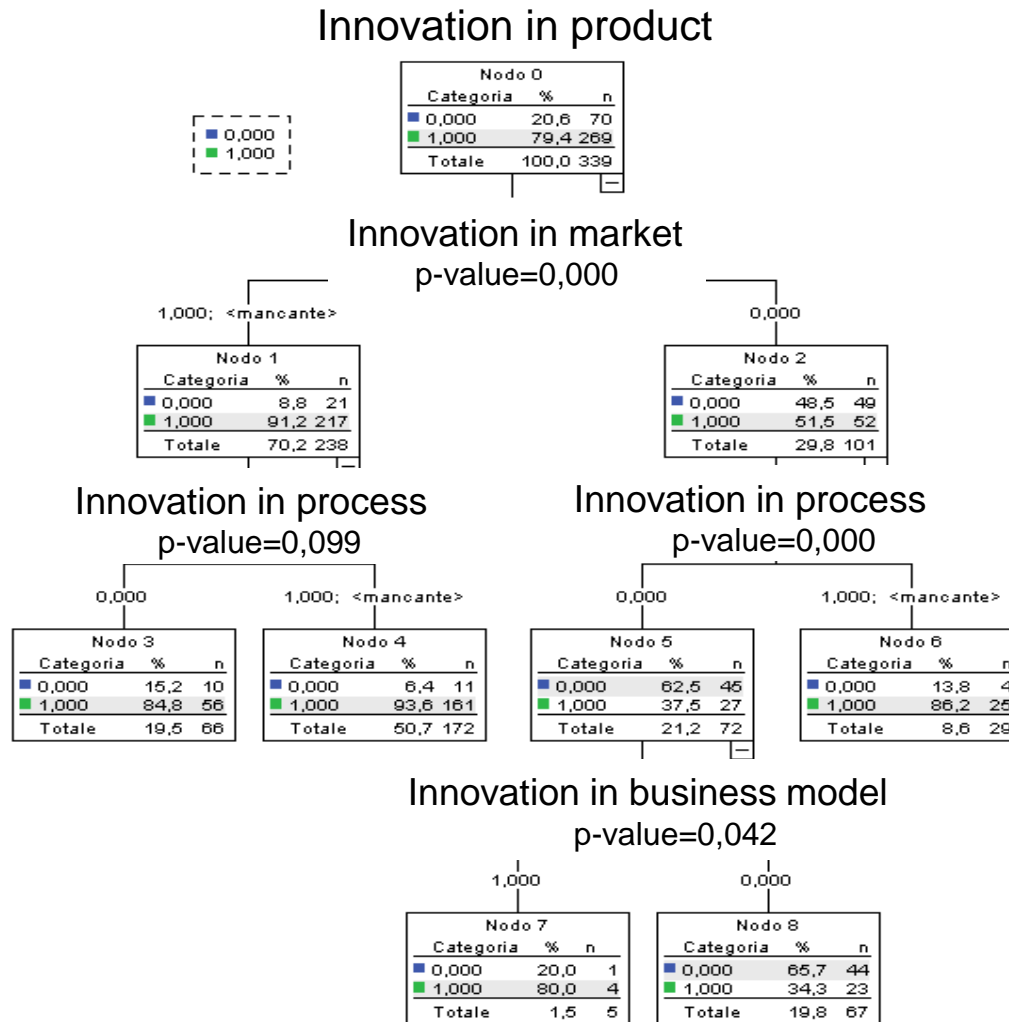 Innovation in product
Nodo 0
Categoria % n
0,000 20,6 70
1,000 79,4 269
Totale 100,0 339
0,000
1,000
Innovation in market
p-value=0,000
1,000; <mancante>
0,000
Nodo 1
Categoria % n
0,000 8,8 21
1,000 91,2 217
Totale 70,2 238
Nodo 2
Categoria % n
0,000 48,5 49
1,000 51,5 52
Totale 29,8 101
Innovation in process
p-value=0,099
Innovation in process
p-value=0,000
0,000
1,000; <mancante>
0,000
1,000; <mancante>
Nodo 3
Categoria % n
0,000 15,2 10
1,000 84,8 56
Totale 19,5 66
Nodo 4
Categoria % n
0,000 6,4 11
1,000 93,6 161
Totale 50,7 172
Nodo 5
Categoria % n
0,000 62,5 45
1,000 37,5 27
Totale 21,2 72
Nodo 6
Categoria % n
0,000 13,8 4
1,000 86,2 25
Totale 8,6 29
Innovation in business model
p-value=0,042
1,000
0,000
Nodo 7
Categoria % n
0,000 20,0 1
1,000 80,0 4
Totale 1,5 5
Nodo 8
Categoria % n
0,000 65,7 44
1,000 34,3 23
Totale 19,8 67